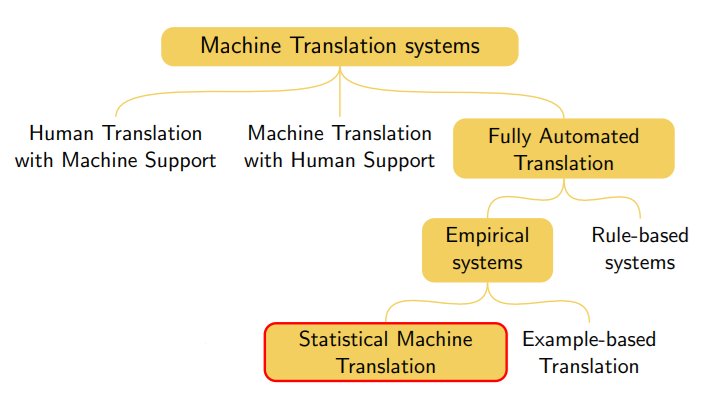 Machine Translation systems
Human Translation
with Machine Support
Machine Translation
with Human Support
Fully Automated
Translation
Empirical
systems
Rule-based
systems
Statistical Machine
Translation
Example-based
Translation